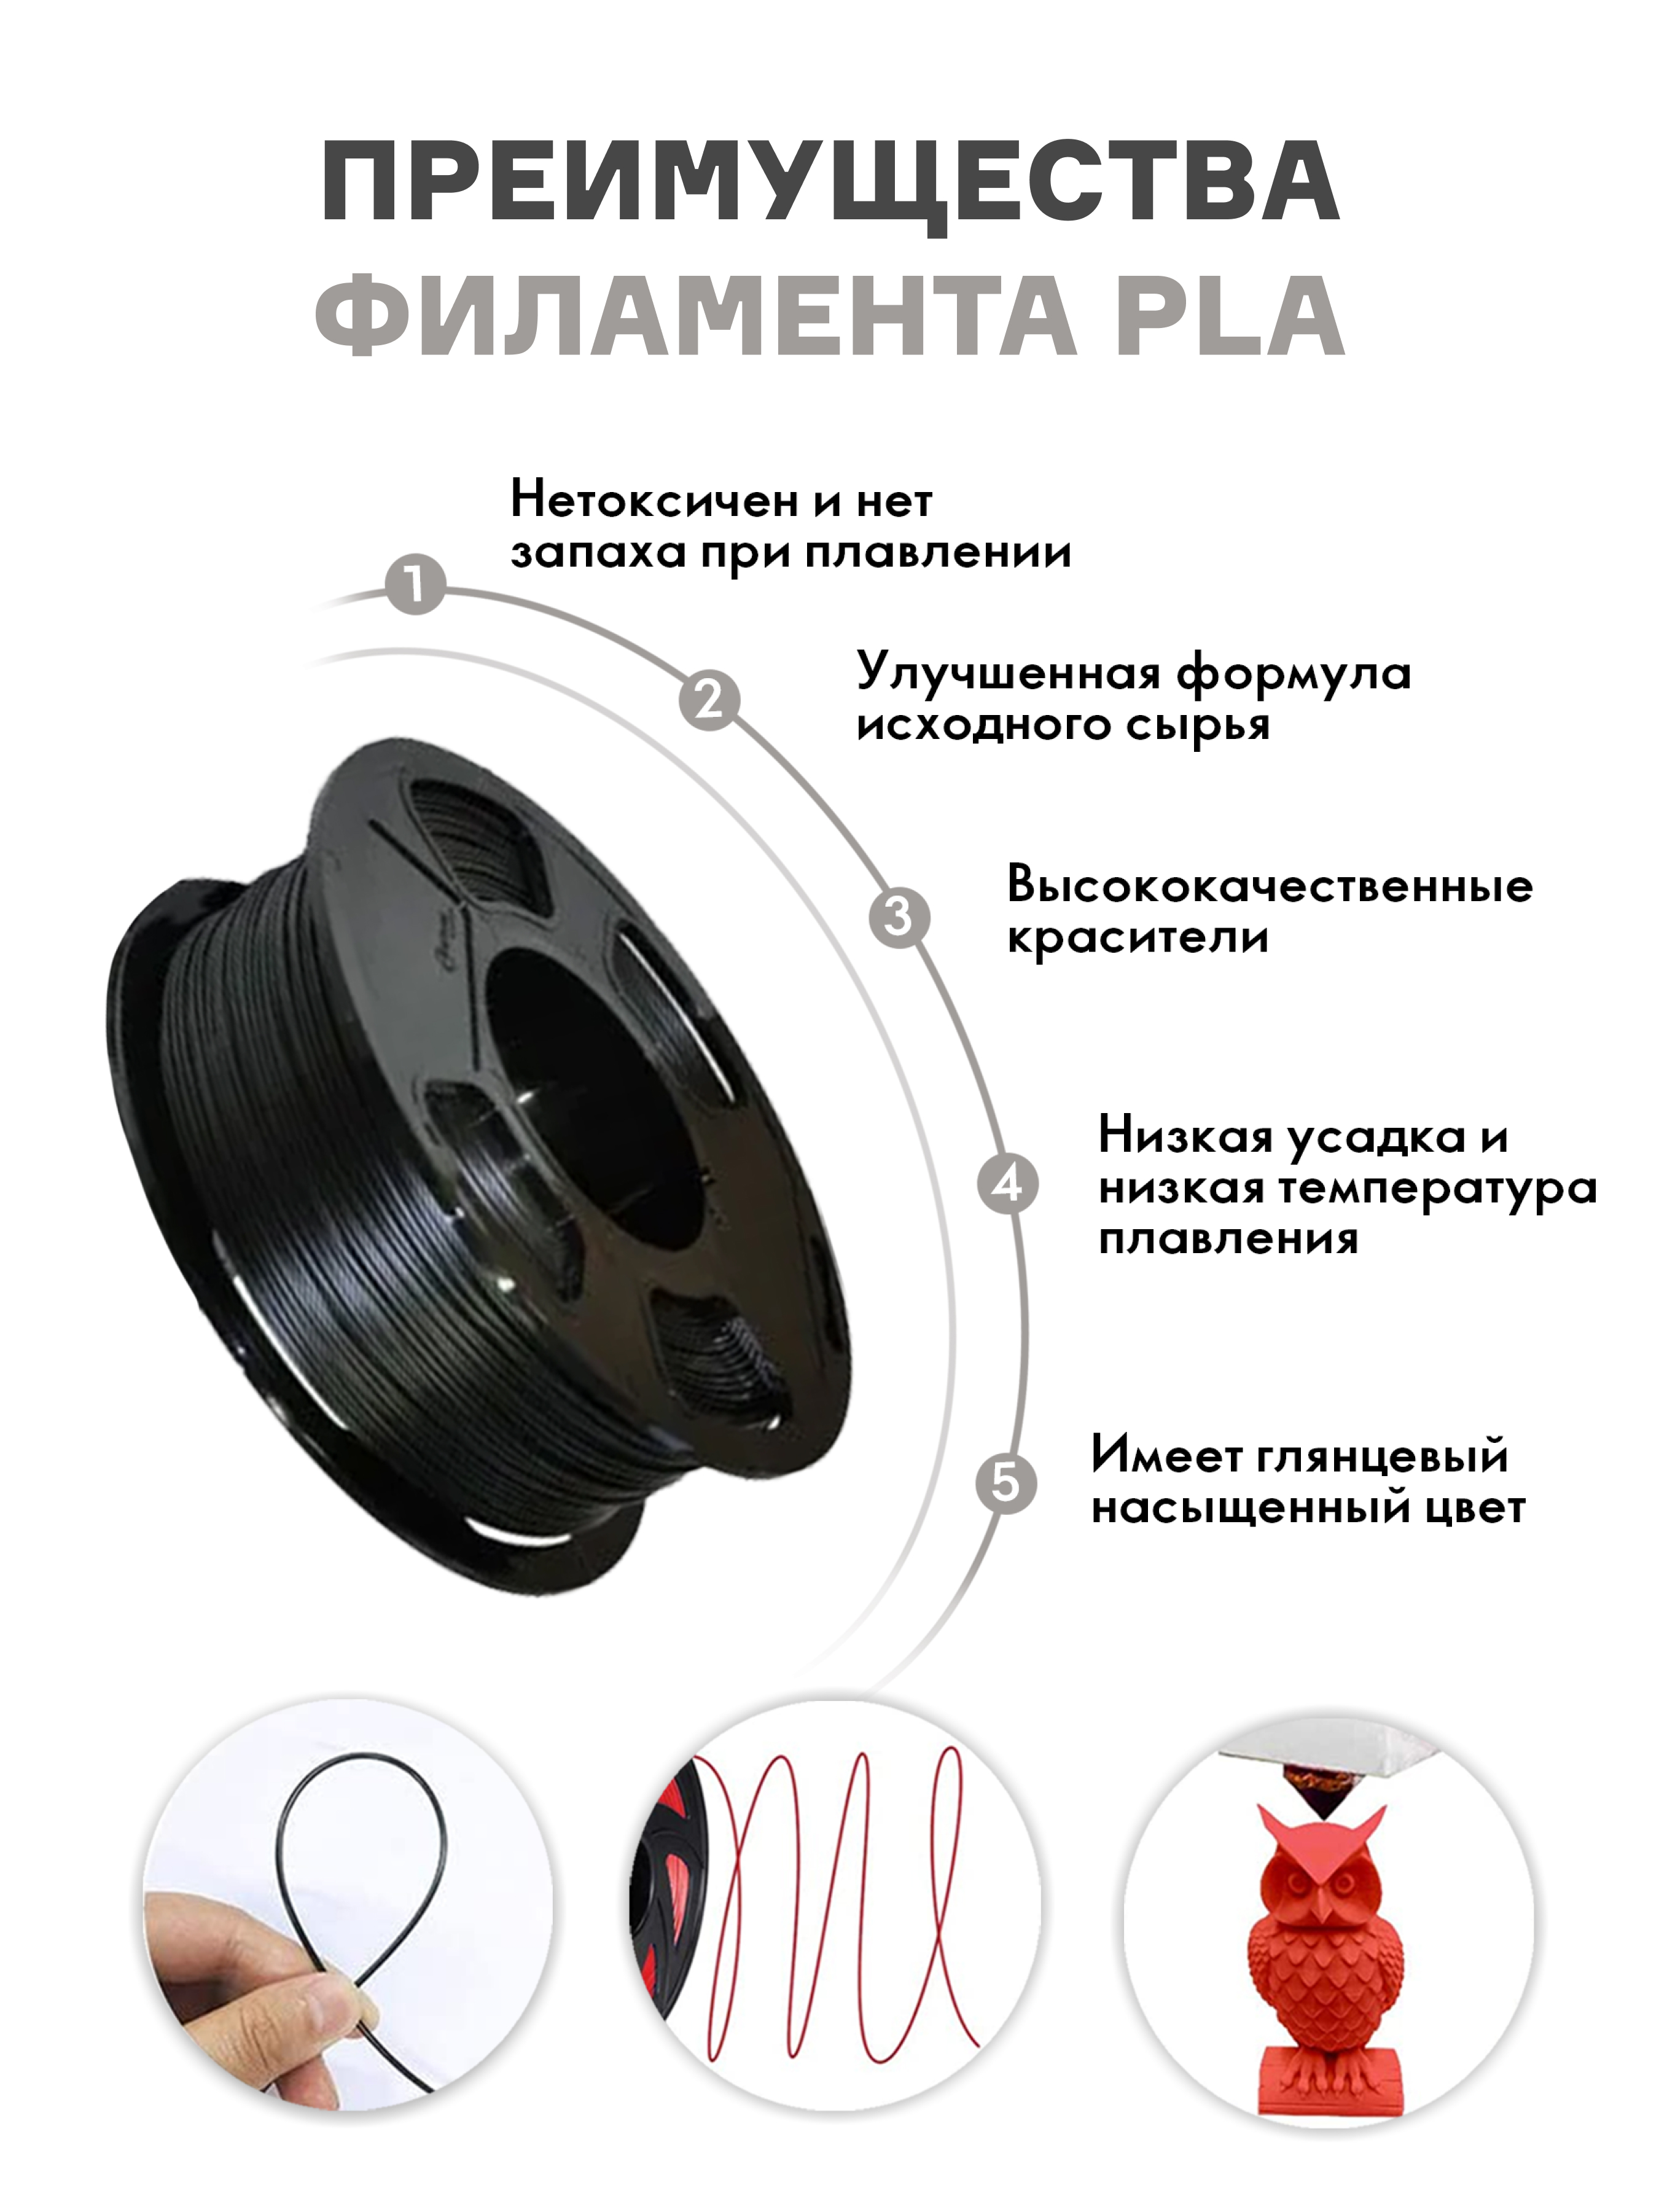 ПРЕИМУЩЕСТВА
ФИЛАМЕНТА PLA
1
Нетоксичен и нет
запаха при плавлении
2
Улучшенная формула
исходного сырья
3
Высококачественные
красители
4
Низкая усадка и
низкая температура
плавления
5
Имеет глянцевый
насыщенный цвет